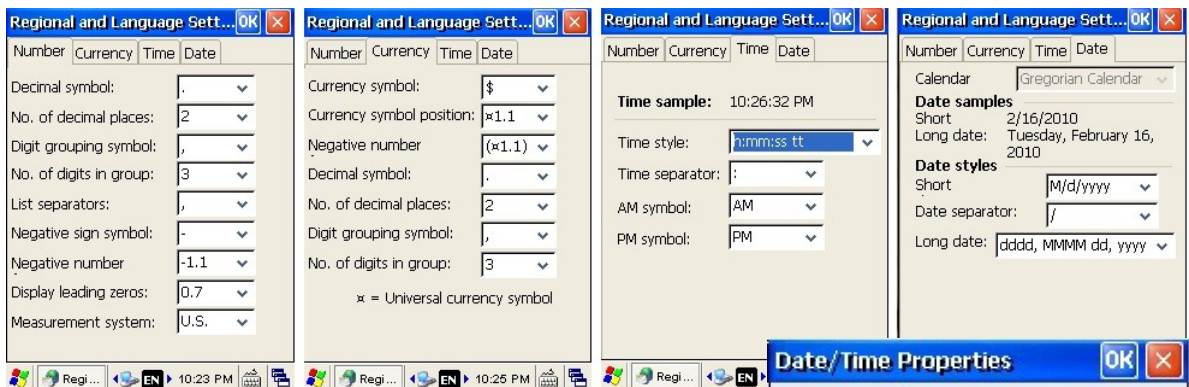 Regional and Language Sett... OK
Number Currency Time Date
Decimal symbol: .
No. of decimal places: 2
Digit grouping symbol: ,
No. of digits in group: 3
List separators: ,
Negative sign symbol: -
Negative number -1.1
Display leading zeros: 0.7
Measurement system: U.S.
Regi... EN 10:23 PM
Regional and Language Sett... OK
Number Currency Time Date
Currency symbol: $
Currency symbol position: ¤1.1
Negative number (¤1.1)
Decimal symbol: .
No. of decimal places: 2
Digit grouping symbol: ,
No. of digits in group: 3
¤ = Universal currency symbol
Regi... EN 10:25 PM
Regional and Language Sett... OK
Number Currency Time Date
Time sample: 10:26:32 PM
Time style: h:mm:ss tt
Time separator: :
AM symbol: AM
PM symbol: PM
Regi... EN
Regional and Language Sett... OK
Number Currency Time Date
Calendar Gregorian Calendar
Date samples
Short 2/16/2010
Long date: Tuesday, February 16,
2010
Date styles
Short M/d/yyyy
Date separator: /
Long date: dddd, MMMM dd, yyyy
Date/Time Properties OK